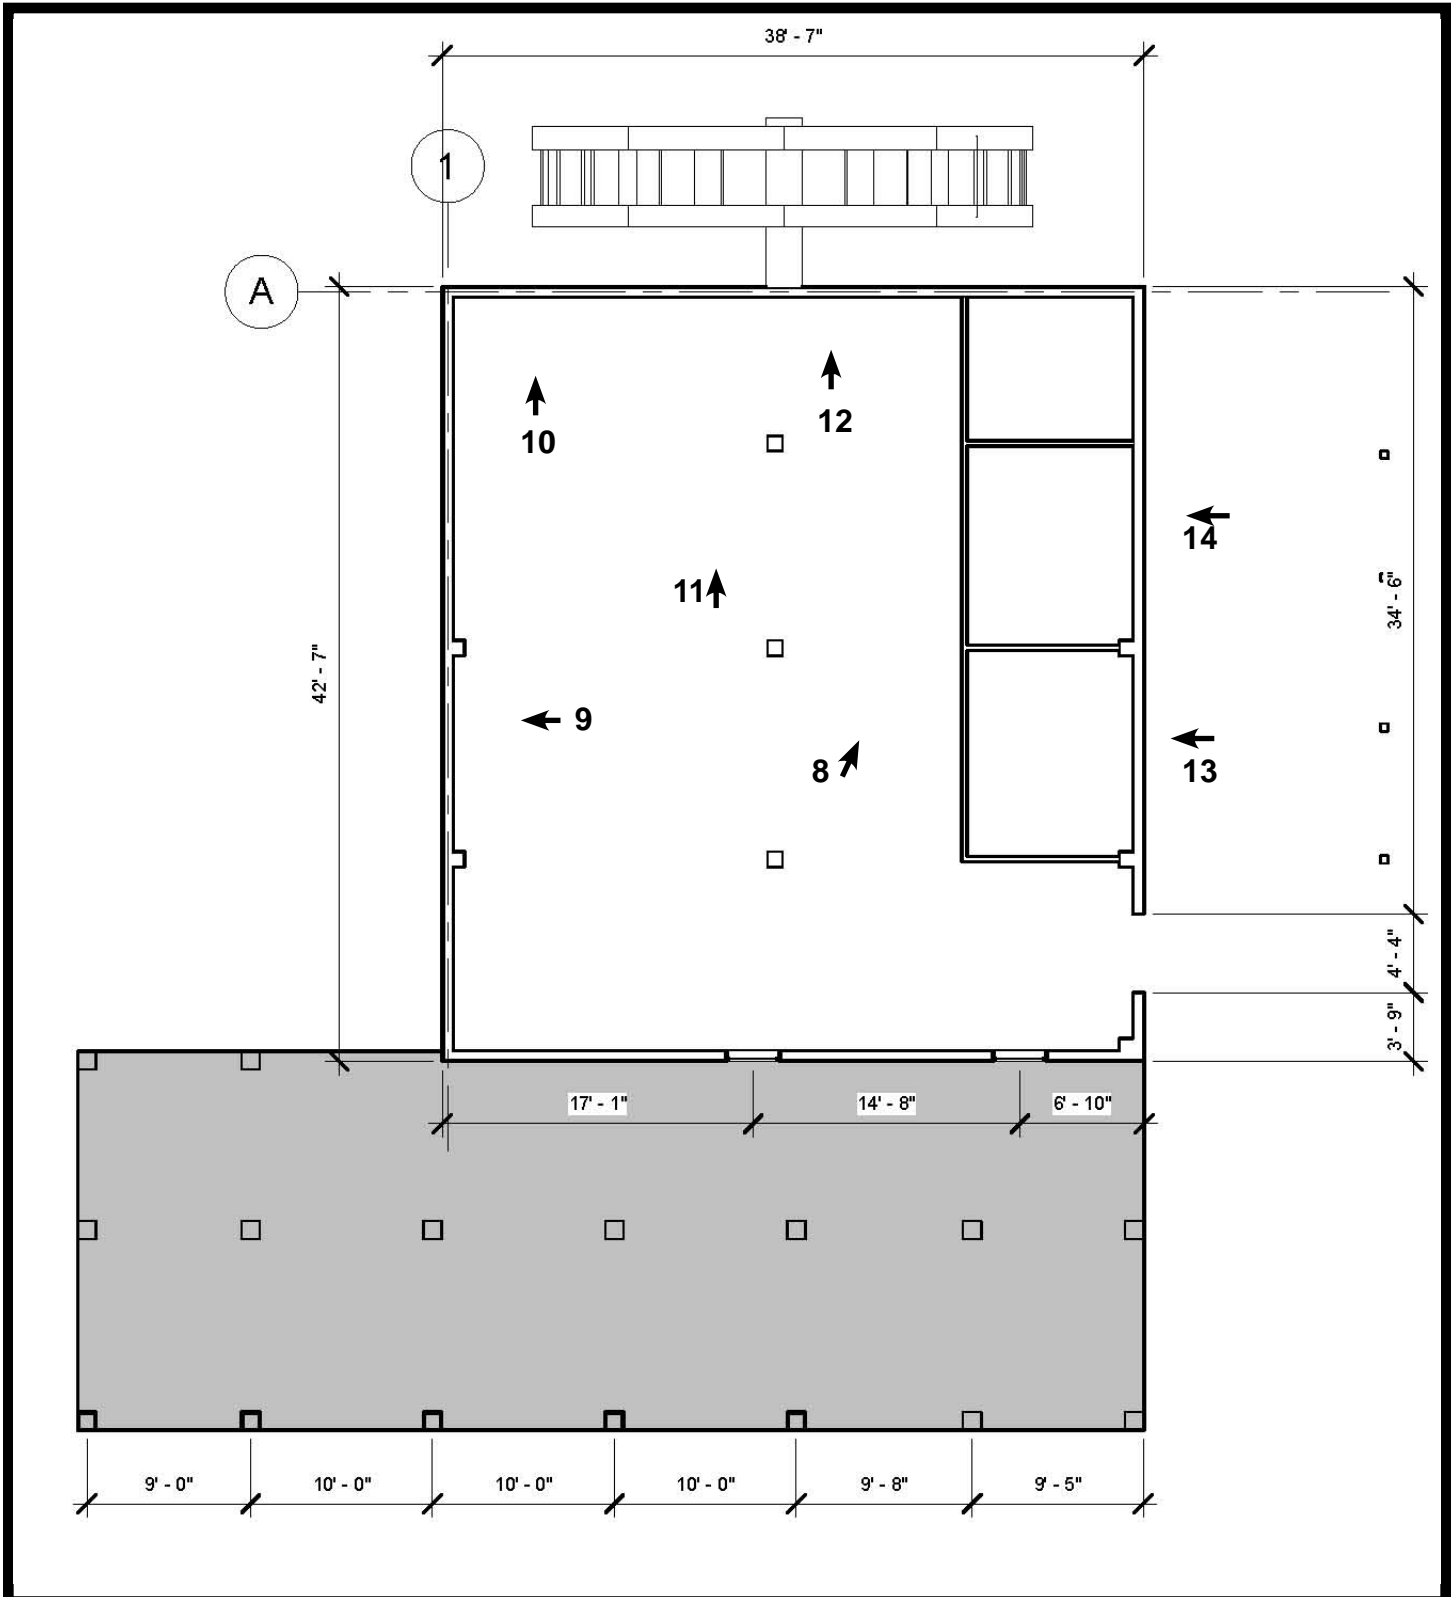 38' - 7"
1
A
12
10
14
11
34' - 6"
42' - 7"
9
8
13
4' - 4"
3' - 9"
17' - 1"
14' - 8"
6' - 10"
9' - 0"
10' - 0"
10' - 0"
10' - 0"
9' - 8"
9' - 5"